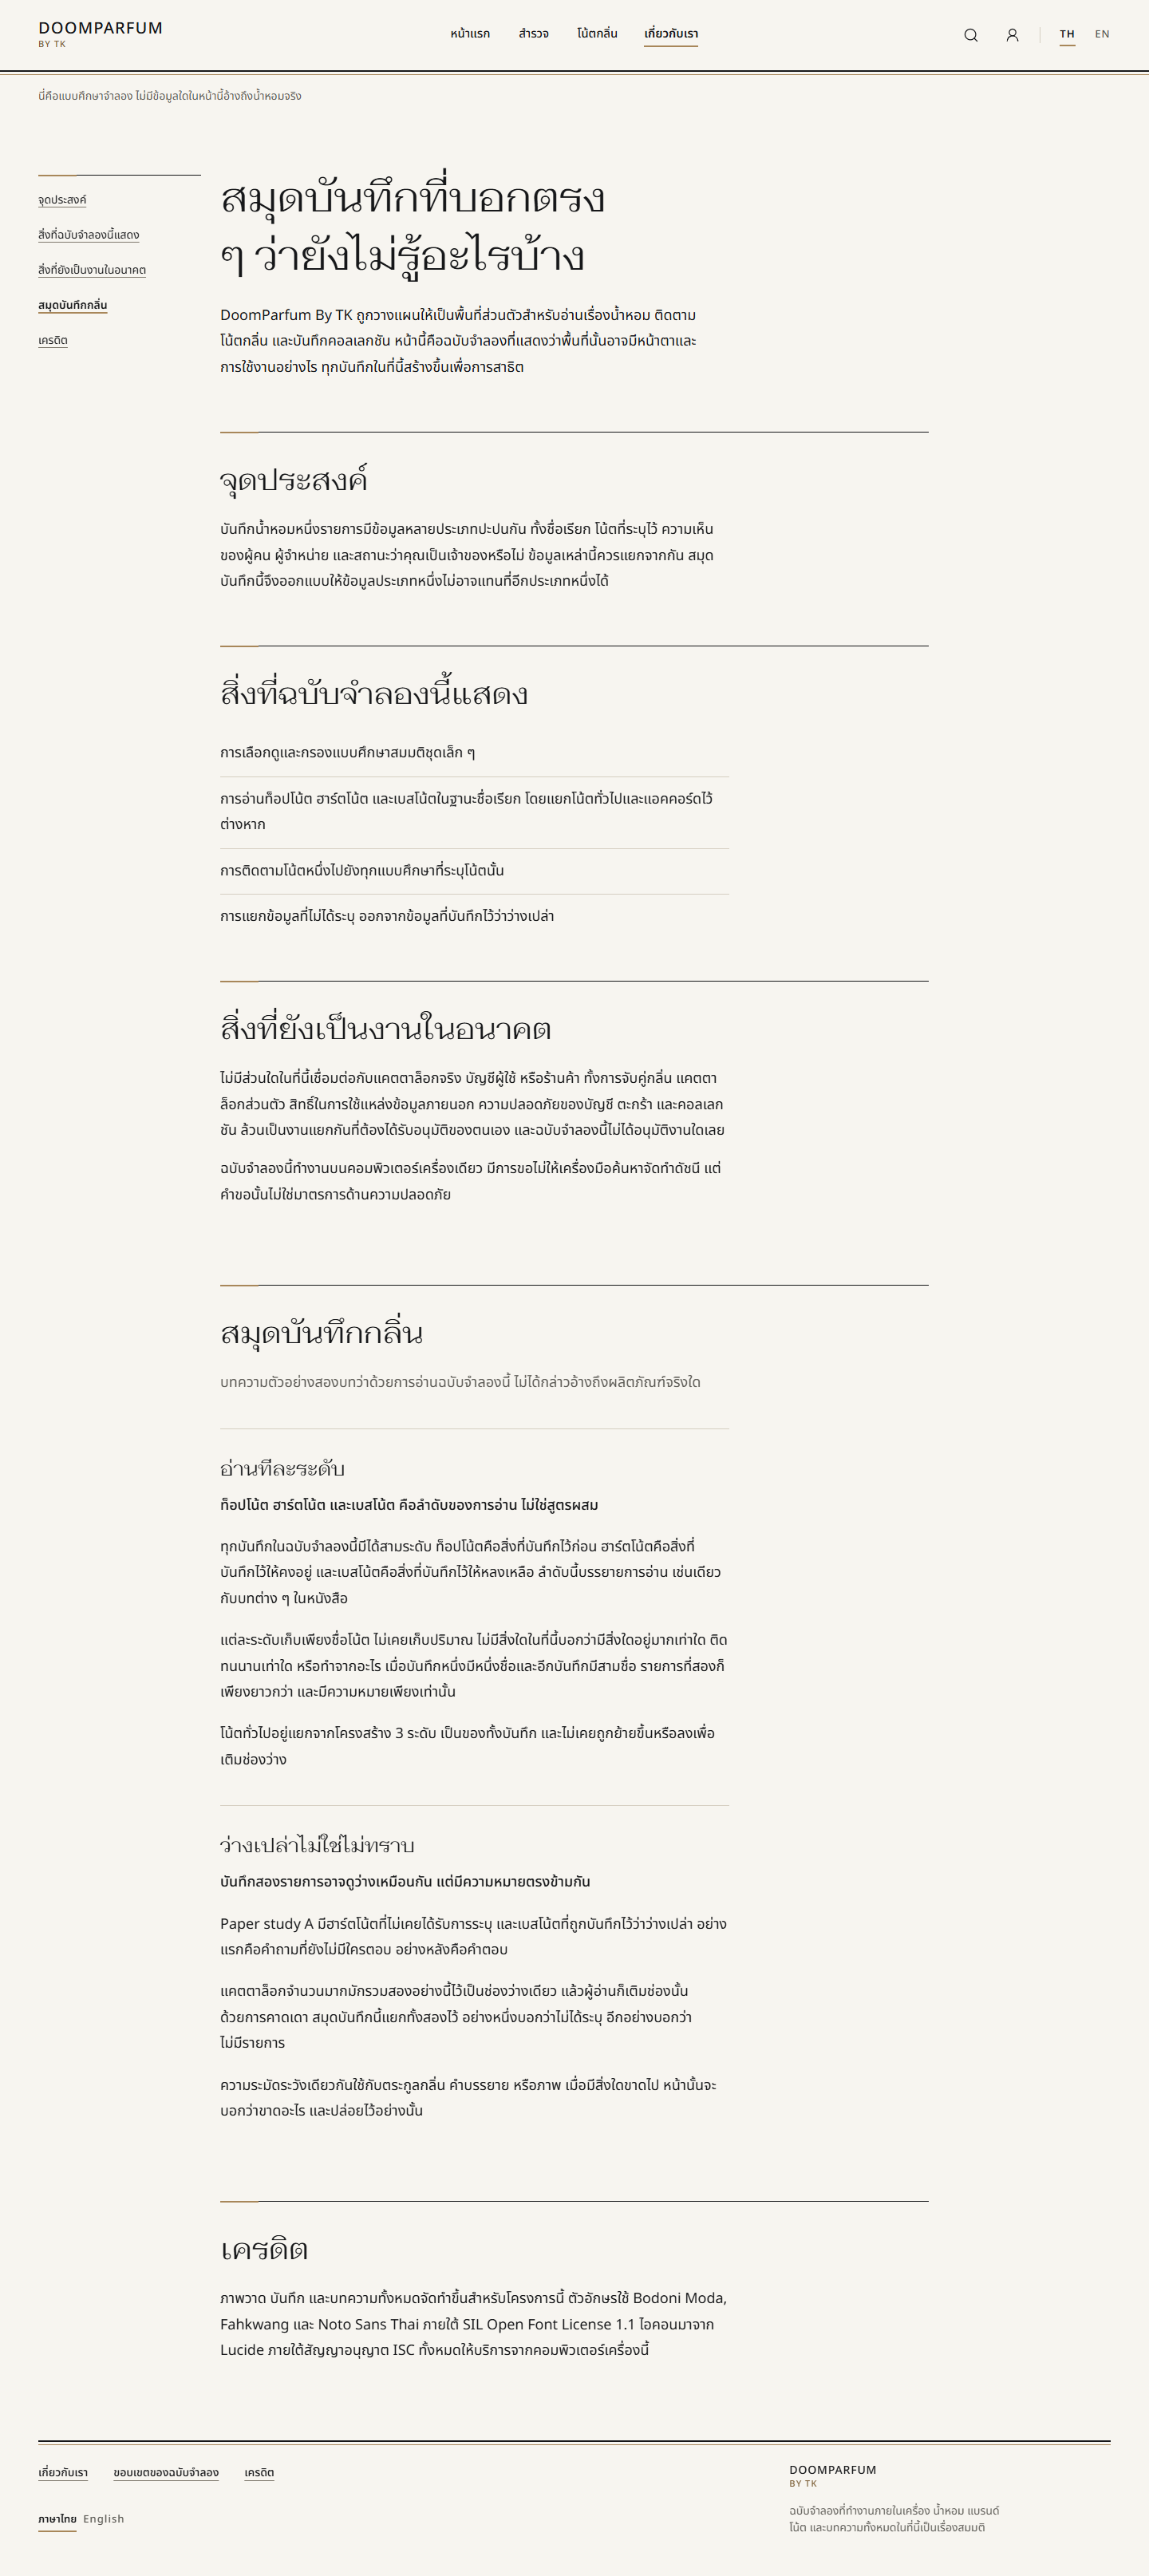 DOOMPARFUM
BY TK
หน้าแรก
สำรวจ
โน้ตกลิ่น
เกี่ยวกับเรา
TH
EN
นี่คือแบบศึกษาจำลอง ไม่มีข้อมูลใดในหน้านี้อ้างถึงน้ำหอมจริง
จุดประสงค์
สิ่งที่ฉบับจำลองนี้แสดง
สิ่งที่ยังเป็นงานในอนาคต
สมุดบันทึกกลิ่น
เครดิต
สมุดบันทึกที่บอกตรง
ๆ ว่ายังไม่รู้อะไรบ้าง
DoomParfum By TK ถูกวางแผนให้เป็นพื้นที่ส่วนตัวสำหรับอ่านเรื่องน้ำหอม ติดตาม
โน้ตกลิ่น และบันทึกคอลเลกชัน หน้านี้คือฉบับจำลองที่แสดงว่าพื้นที่นั้นอาจมีหน้าตาและ
การใช้งานอย่างไร ทุกบันทึกในที่นี้สร้างขึ้นเพื่อการสาธิต
จุดประสงค์
บันทึกน้ำหอมหนึ่งรายการมีข้อมูลหลายประเภทปะปนกัน ทั้งชื่อเรียก โน้ตที่ระบุไว้ ความเห็น
ของผู้คน ผู้จำหน่าย และสถานะว่าคุณเป็นเจ้าของหรือไม่ ข้อมูลเหล่านี้ควรแยกจากกัน สมุด
บันทึกนี้จึงออกแบบให้ข้อมูลประเภทหนึ่งไม่อาจแทนที่อีกประเภทหนึ่งได้
สิ่งที่ฉบับจำลองนี้แสดง
การเลือกดูและกรองแบบศึกษาสมมติชุดเล็ก ๆ
การอ่านท็อปโน้ต ฮาร์ตโน้ต และเบสโน้ตในฐานะชื่อเรียก โดยแยกโน้ตทั่วไปและแอคคอร์ดไว้
ต่างหาก
การติดตามโน้ตหนึ่งไปยังทุกแบบศึกษาที่ระบุโน้ตนั้น
การแยกข้อมูลที่ไม่ได้ระบุ ออกจากข้อมูลที่บันทึกไว้ว่าว่างเปล่า
สิ่งที่ยังเป็นงานในอนาคต
ไม่มีส่วนใดในที่นี้เชื่อมต่อกับแคตตาล็อกจริง บัญชีผู้ใช้ หรือร้านค้า ทั้งการจับคู่กลิ่น แคตตา
ล็อกส่วนตัว สิทธิ์ในการใช้แหล่งข้อมูลภายนอก ความปลอดภัยของบัญชี ตะกร้า และคอลเลก
ชัน ล้วนเป็นงานแยกกันที่ต้องได้รับอนุมัติของตนเอง และฉบับจำลองนี้ไม่ได้อนุมัติงานใดเลย
ฉบับจำลองนี้ทำงานบนคอมพิวเตอร์เครื่องเดียว มีการขอไม่ให้เครื่องมือค้นหาจัดทำดัชนี แต่
คำขอนั้นไม่ใช่มาตรการด้านความปลอดภัย
สมุดบันทึกกลิ่น
บทความตัวอย่างสองบทว่าด้วยการอ่านฉบับจำลองนี้ ไม่ได้กล่าวอ้างถึงผลิตภัณฑ์จริงใด
อ่านทีละระดับ
ท็อปโน้ต ฮาร์ตโน้ต และเบสโน้ต คือลำดับของการอ่าน ไม่ใช่สูตรผสม
ทุกบันทึกในฉบับจำลองนี้มีได้สามระดับ ท็อปโน้ตคือสิ่งที่บันทึกไว้ก่อน ฮาร์ตโน้ตคือสิ่งที่
บันทึกไว้ให้คงอยู่ และเบสโน้ตคือสิ่งที่บันทึกไว้ให้หลงเหลือ ลำดับนี้บรรยายการอ่าน เช่นเดียว
กับบทต่าง ๆ ในหนังสือ
แต่ละระดับเก็บเพียงชื่อโน้ต ไม่เคยเก็บปริมาณ ไม่มีสิ่งใดในที่นี้บอกว่ามีสิ่งใดอยู่มากเท่าใด ติด
ทนนานเท่าใด หรือทำจากอะไร เมื่อบันทึกหนึ่งมีหนึ่งชื่อและอีกบันทึกมีสามชื่อ รายการที่สองก็
เพียงยาวกว่า และมีความหมายเพียงเท่านั้น
โน้ตทั่วไปอยู่แยกจากโครงสร้าง 3 ระดับ เป็นของทั้งบันทึก และไม่เคยถูกย้ายขึ้นหรือลงเพื่อ
เติมช่องว่าง
ว่างเปล่าไม่ใช่ไม่ทราบ
บันทึกสองรายการอาจดูว่างเหมือนกัน แต่มีความหมายตรงข้ามกัน
Paper study A มีฮาร์ตโน้ตที่ไม่เคยได้รับการระบุ และเบสโน้ตที่ถูกบันทึกไว้ว่าว่างเปล่า อย่าง
แรกคือคำถามที่ยังไม่มีใครตอบ อย่างหลังคือคำตอบ
แคตตาล็อกจำนวนมากมักรวมสองอย่างนี้ไว้เป็นช่องว่างเดียว แล้วผู้อ่านก็เติมช่องนั้น
ด้วยการคาดเดา สมุดบันทึกนี้แยกทั้งสองไว้ อย่างหนึ่งบอกว่าไม่ได้ระบุ อีกอย่างบอกว่า
ไม่มีรายการ
ความระมัดระวังเดียวกันใช้กับตระกูลกลิ่น คำบรรยาย หรือภาพ เมื่อมีสิ่งใดขาดไป หน้านั้นจะ
บอกว่าขาดอะไร และปล่อยไว้อย่างนั้น
เครดิต
ภาพวาด บันทึก และบทความทั้งหมดจัดทำขึ้นสำหรับโครงการนี้ ตัวอักษรใช้ Bodoni Moda,
Fahkwang และ Noto Sans Thai ภายใต้ SIL Open Font License 1.1 ไอคอนมาจาก
Lucide ภายใต้สัญญาอนุญาต ISC ทั้งหมดให้บริการจากคอมพิวเตอร์เครื่องนี้
เกี่ยวกับเรา
ขอบเขตของฉบับจำลอง
เครดิต
ภาษาไทย
English
DOOMPARFUM
BY TK
ฉบับจำลองที่ทำงานภายในเครื่อง น้ำหอม แบรนด์
โน้ต และบทความทั้งหมดในที่นี้เป็นเรื่องสมมติ